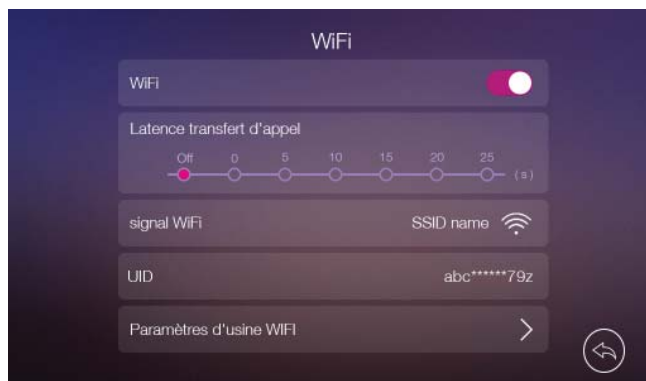 WiFi
WiFi
Latence transfert d'appel
Off 0 5 10 15 20 25 (s)
signal WiFi SSID name
UID abc******79z
Paramètres d'usine WIFI